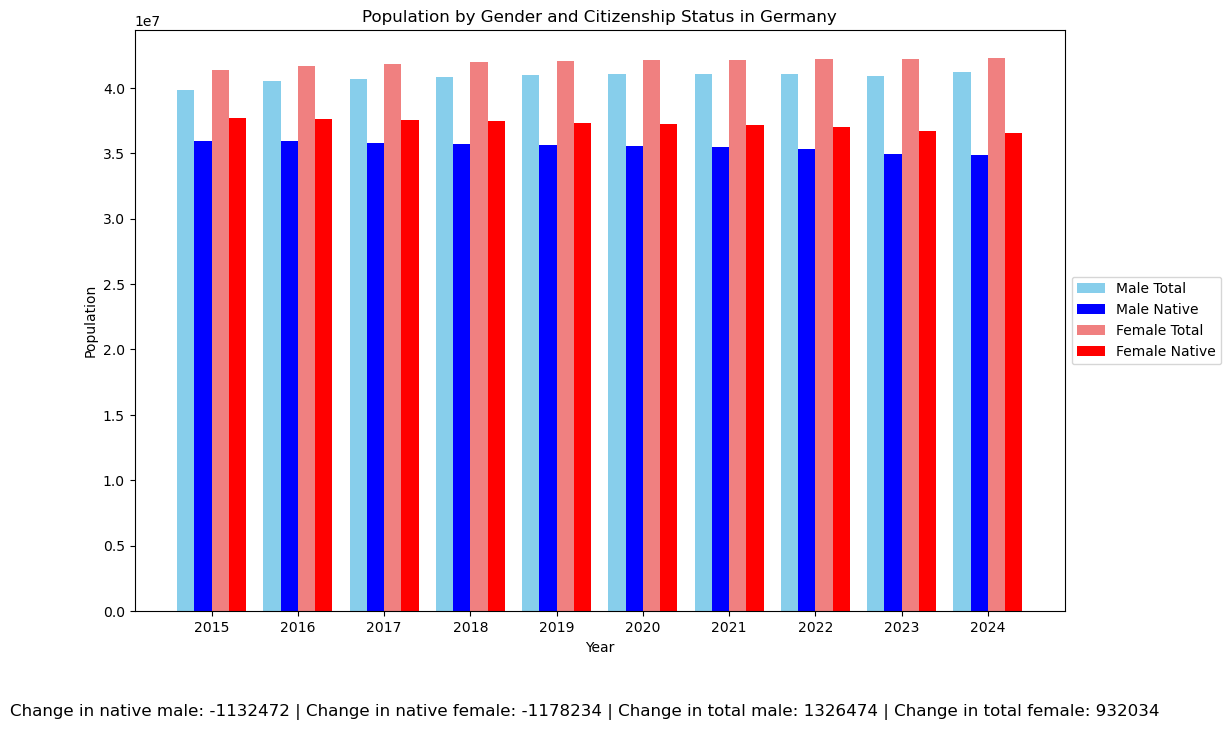 Population by Gender and Citizenship Status in Germany
1e7
4.0
3.5
3.0
2.5
2.0
1.5
1.0
0.5
0.0
Population
2015 2016 2017 2018 2019 2020 2021 2022 2023 2024
Year
Male Total
Male Native
Female Total
Female Native
Change in native male: -1132472 | Change in native female: -1178234 | Change in total male: 1326474 | Change in total female: 932034